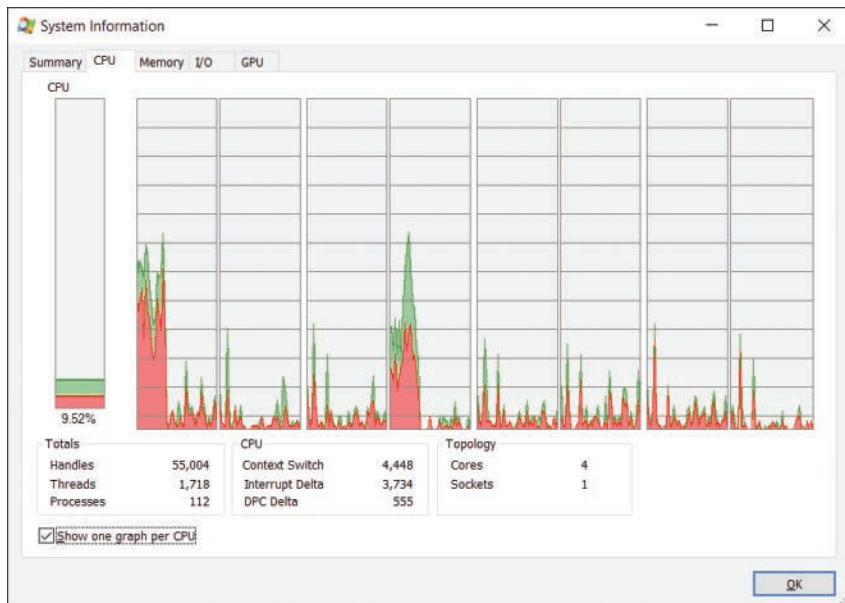 System Information
Summary CPU Memory I/O GPU
CPU
9.52%
Totals
Handles 55,004
Threads 1,718
Processes 112
CPU
Context Switch 4,448
Interrupt Delta 3,734
DPC Delta 555
Topology
Cores 4
Sockets 1
Show one graph per CPU
OK